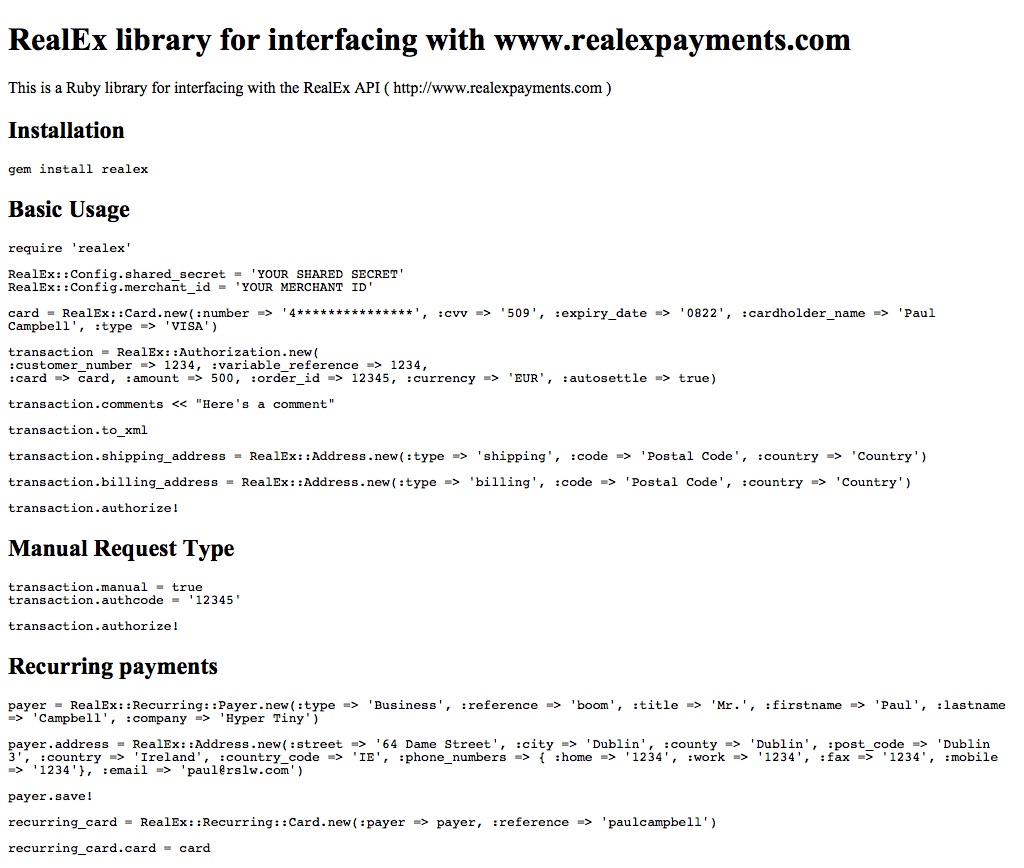 RealEx library for interfacing with www.realexpayments.com
This is a Ruby library for interfacing with the RealEx API ( http://www.realexpayments.com )
Installation
gem install realex
Basic Usage
require 'realex'
RealEx::Config.shared_secret = 'YOUR SHARED SECRET'
RealEx::Config.merchant_id = 'YOUR MERCHANT ID'
card = RealEx::Card.new(:number => '4***************', :cvv => '509', :expiry_date => '0822', :cardholder_name => 'Paul
Campbell', :type => 'VISA')
transaction = RealEx::Authorization.new(
:customer_number => 1234, :variable_reference => 1234,
:card => card, :amount => 500, :order_id => 12345, :currency => 'EUR', :autosettle => true)
transaction.comments << "Here's a comment"
transaction.to_xml
transaction.shipping_address = RealEx::Address.new(:type => 'shipping', :code => 'Postal Code', :country => 'Country')
transaction.billing_address = RealEx::Address.new(:type => 'billing', :code => 'Postal Code', :country => 'Country')
transaction.authorize!
Manual Request Type
transaction.manual = true
transaction.authcode = '12345'
transaction.authorize!
Recurring payments
payer = RealEx::Recurring::Payer.new(:type => 'Business', :reference => 'boom', :title => 'Mr.', :firstname => 'Paul', :lastname
=> 'Campbell', :company => 'Hyper Tiny')
payer.address = RealEx::Address.new(:street => '64 Dame Street', :city => 'Dublin', :county => 'Dublin', :post_code => 'Dublin
3', :country => 'Ireland', :country_code => 'IE', :phone_numbers => { :home => '1234', :work => '1234', :fax => '1234', :mobile
=> '1234'}, :email => 'paul@rslw.com')
payer.save!
recurring_card = RealEx::Recurring::Card.new(:payer => payer, :reference => 'paulcampbell')
recurring_card.card = card